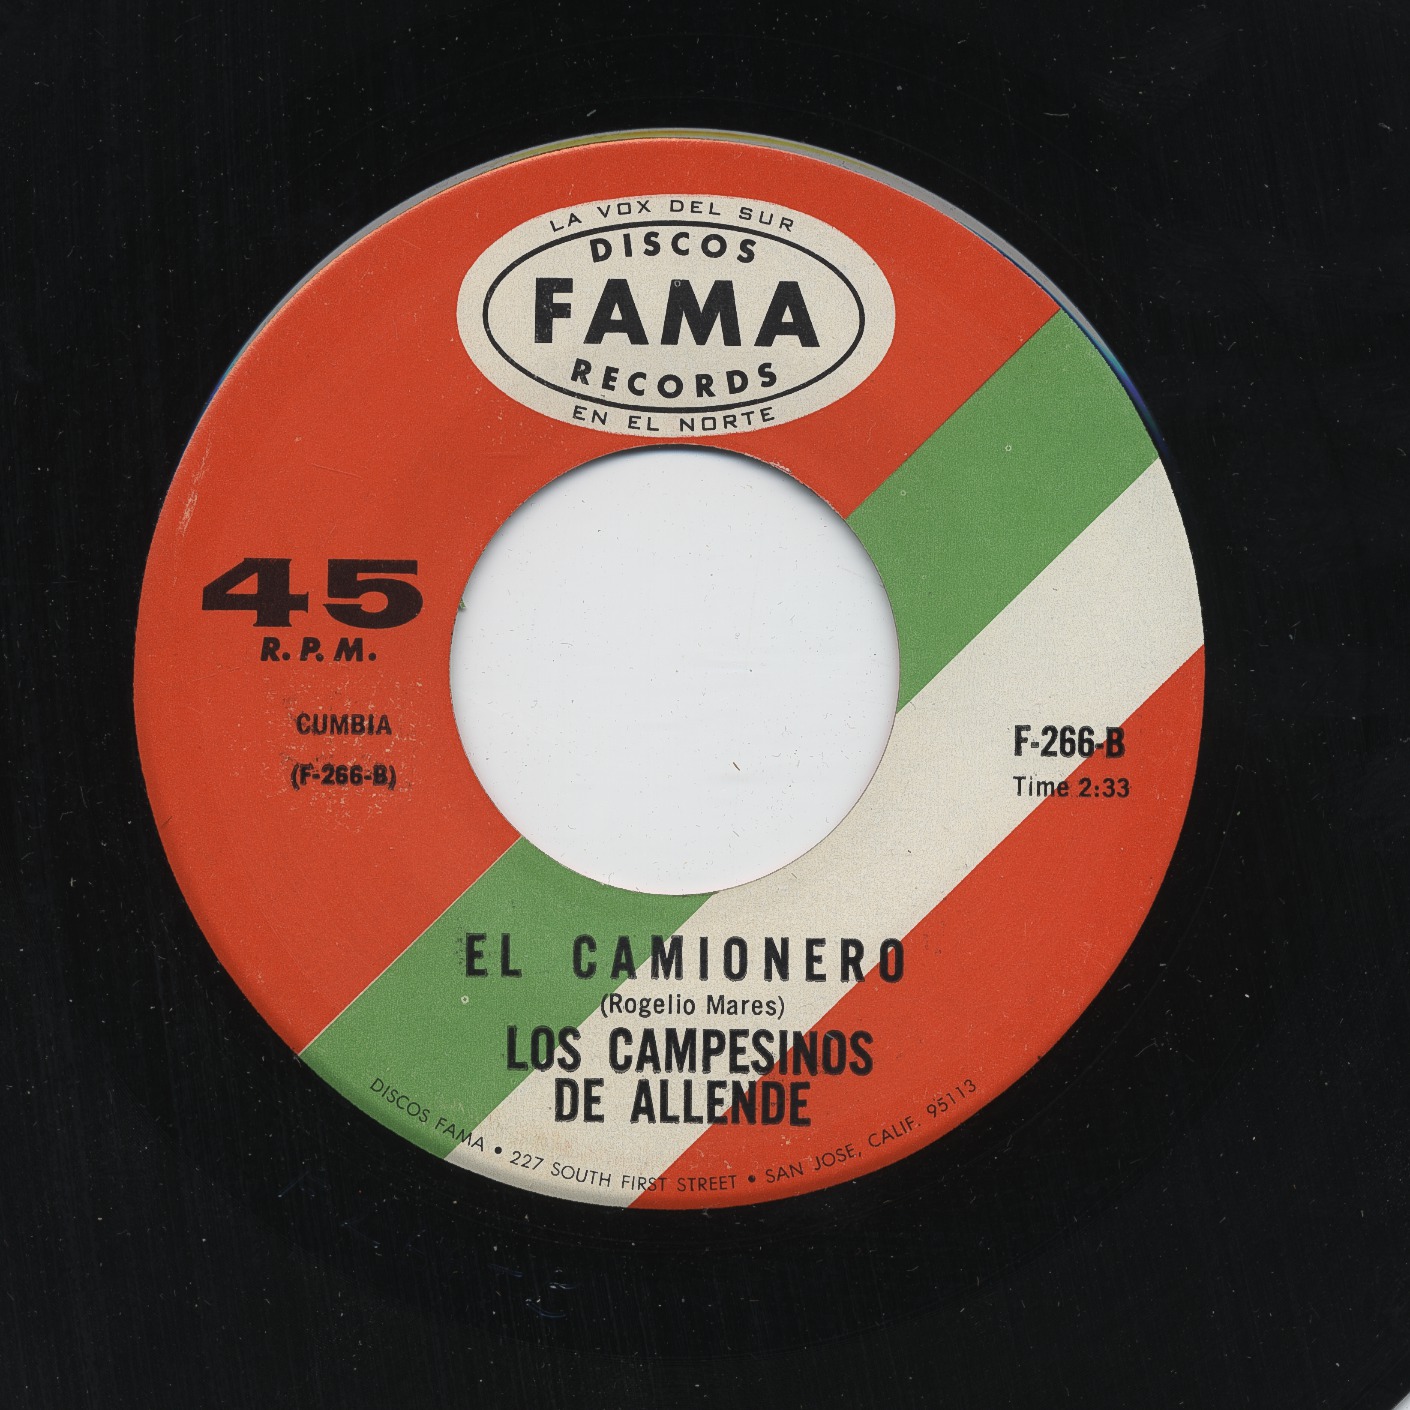 LA VOX DEL SUR
DISCOS
FAMA
RECORDS
EN EL NORTE
45
R. P. M.
CUMBIA
(F-266-B)
F-266-B
Time 2:33
EL CAMIONERO
(Rogelio Mares)
LOS CAMPESINOS
DE ALLENDE
DISCOS FAMA • 227 SOUTH FIRST STREET • SAN JOSE, CALIF. 95113